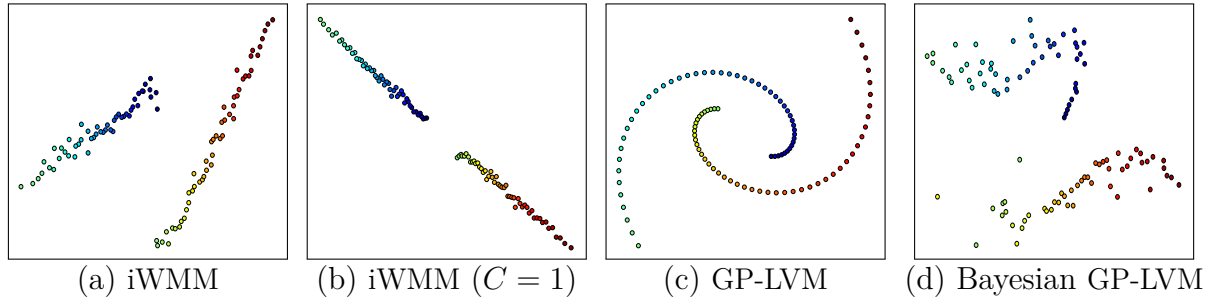 (a) iWMM
(b) iWMM (C = 1)
(c) GP-LVM
(d) Bayesian GP-LVM